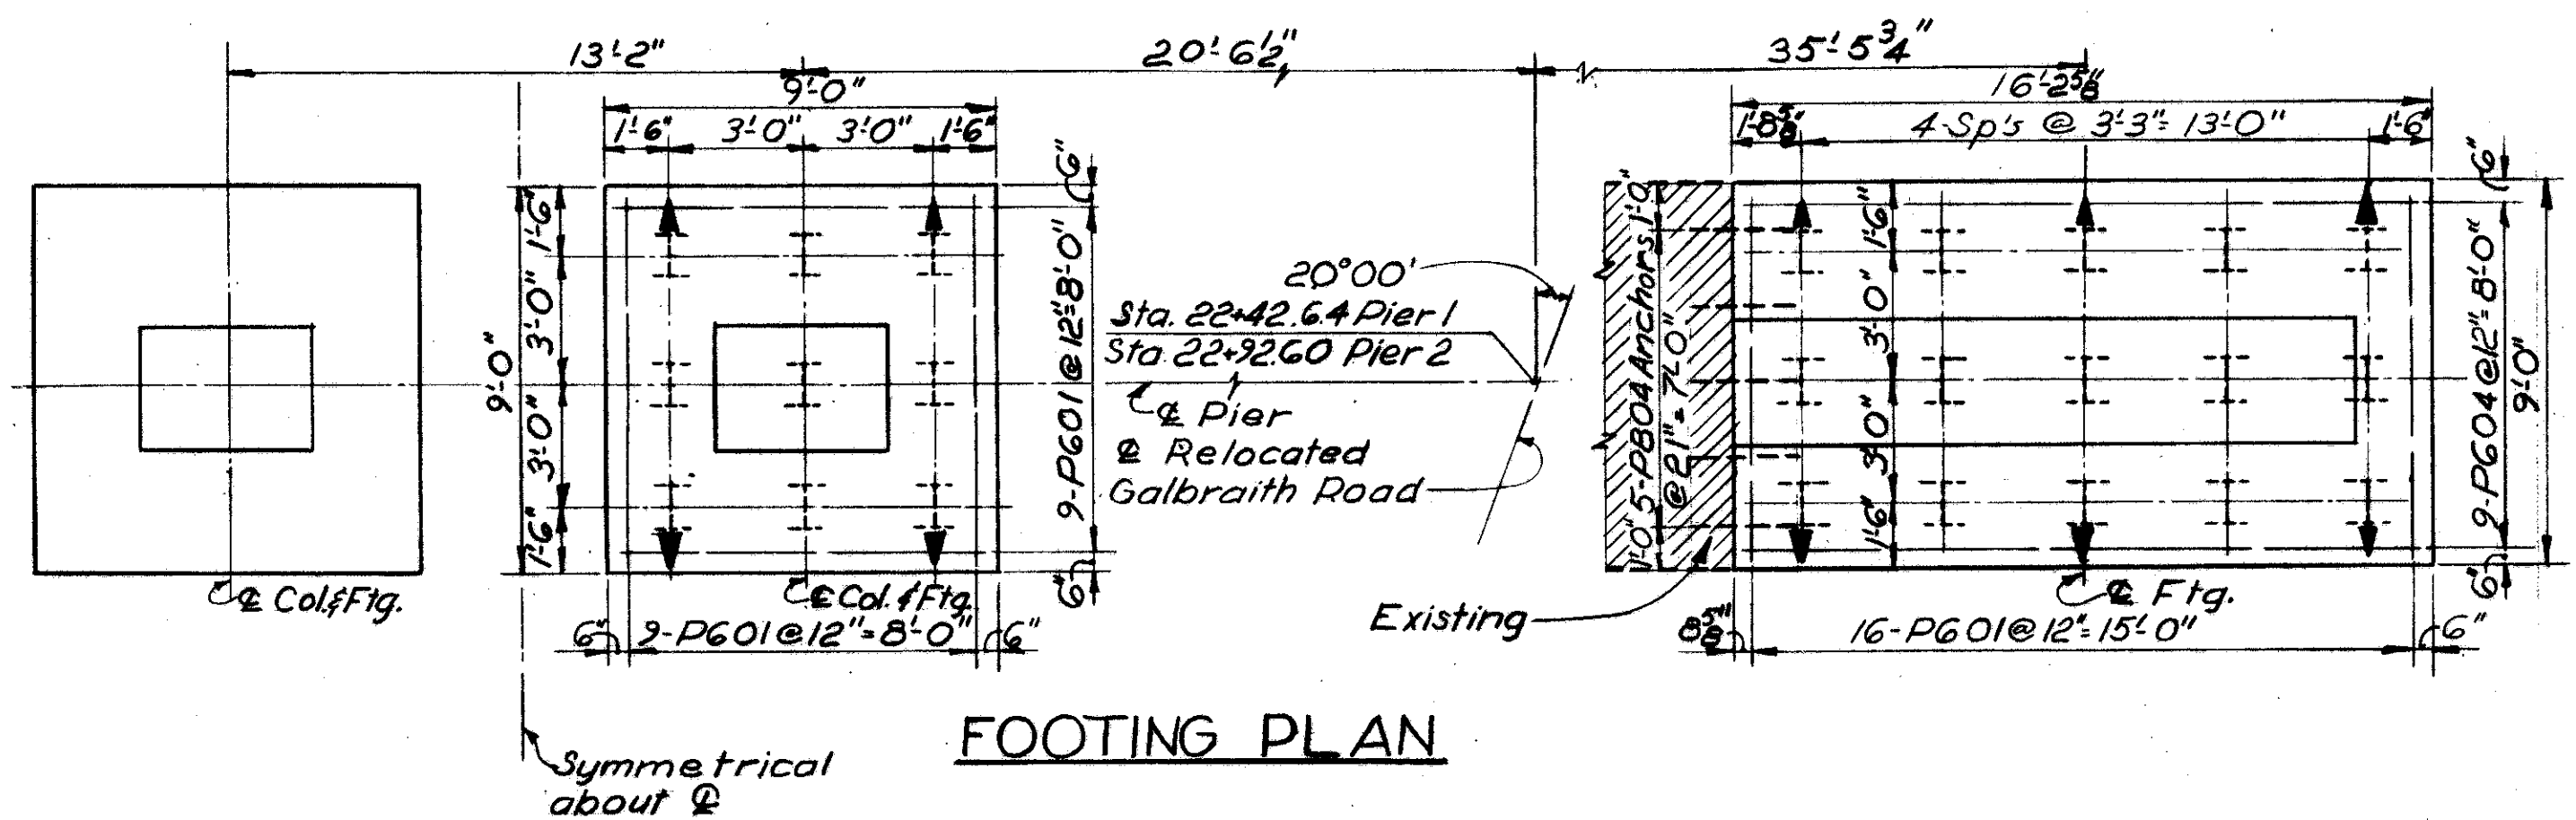 13'-2"
20'-6½"
35'-5¾"
9'-0"
16'-2⅝"
1'-6" 3'-0" 3'-0" 1'-6"
1'-8⅝" 4-Sp's @ 3'-3"= 13'-0" 1'-6"
6"
6"
9'-0"
1'-6"
3'-0"
3'-0"
1'-6"
9-P601@12"=8'-0"
6"
20°00'
Sta. 22+42.64 Pier 1
Sta. 22+92.60 Pier 2
℄ Pier
℄ Relocated
Galbraith Road
1'-0" 5-P804 Anchors 1'-0"
@ 21"= 7'-0"
1'-6"
3'-0"
3'-0"
1'-6"
9-P604@12"=8'-0"
9'-0"
6"
℄ Col.&Ftg.
℄ Col. & Ftg.
Existing
℄ Ftg.
6" 9-P601@12"=8'-0" 6"
8⅝" 16-P601@12"=15'-0" 6"
FOOTING PLAN
Symmetrical
about ℄